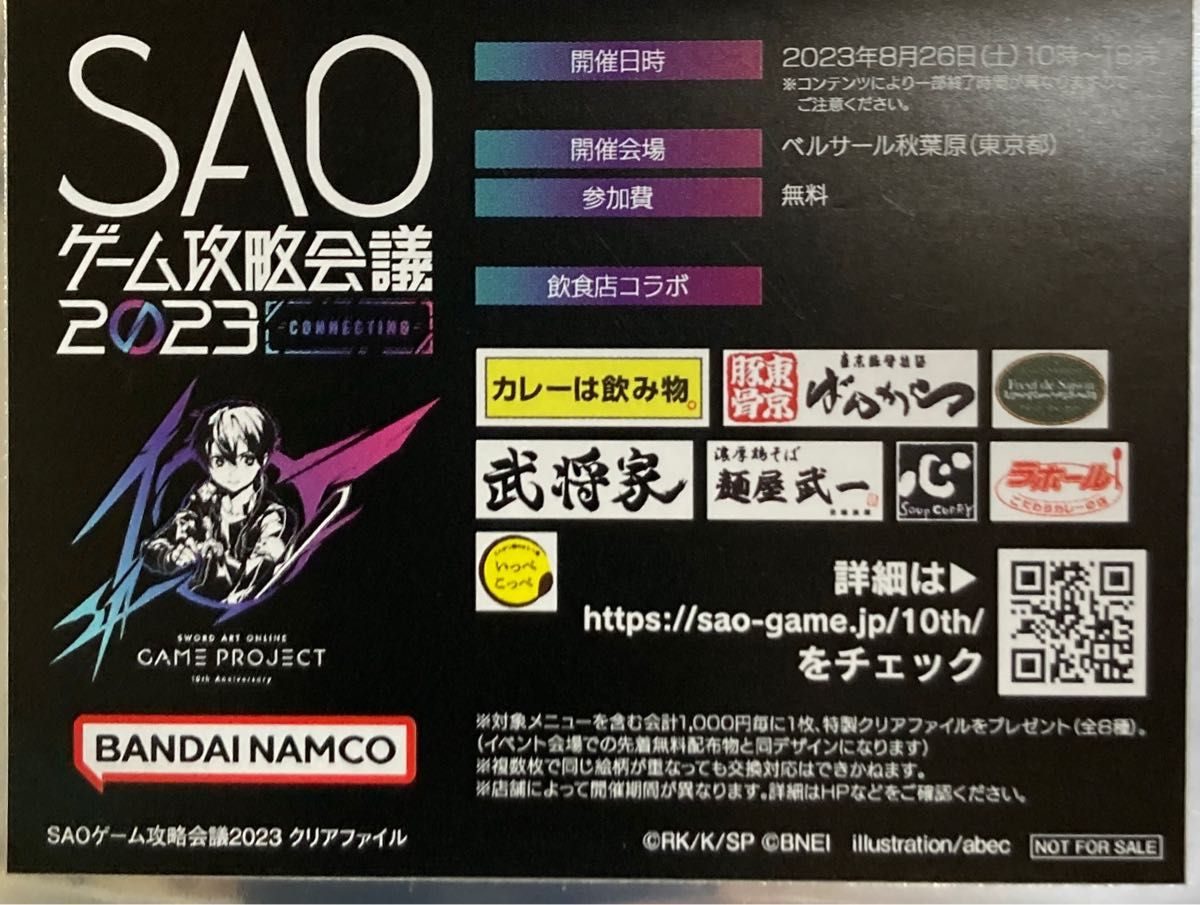 SAO
ゲーム攻略会議
2023 CONNECTING
SWORD ART ONLINE
GAME PROJECT
10th Anniversary
BANDAI NAMCO
SAOゲーム攻略会議2023 クリアファイル
開催日時
2023年8月26日(土)10時
※コンテンツにより一部終了時間が異なります
ご注意ください。
開催会場
ベルサール秋葉原(東京都)
参加費
無料
飲食店コラボ
カレーは飲み物。
東京豚骨
ばんから
武将家
濃厚鶏そば
麺屋武一
心
Soup CURRY
ラホール
こだわりカレーの店
いっぺ
こっぺ
詳細は▶
https://sao-game.jp/10th/
をチェック
※対象メニューを含む会計1,000円毎に1枚、特製クリアファイルをプレゼント(全6種)。
(イベント会場での先着無料配布物と同デザインになります)
※複数枚で同じ絵柄が重なっても交換対応はできかねます。
※店舗によって開催期間が異なります。詳細はHPなどをご確認ください。
©RK/K/SP ©BNEI illustration/abec NOT FOR SALE